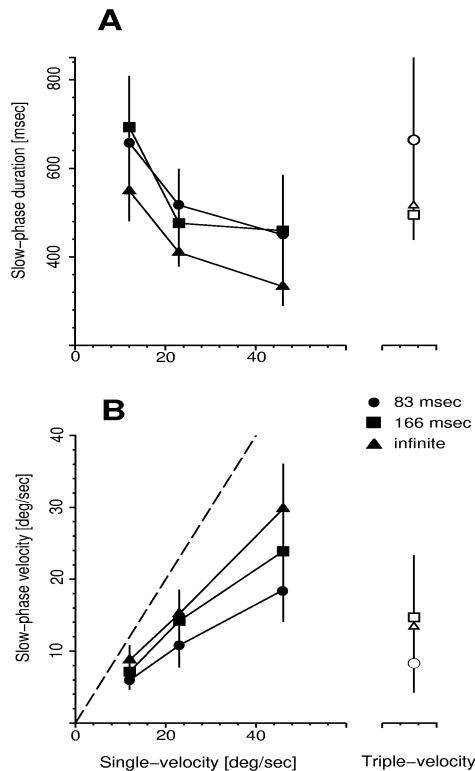 A
Slow-phase duration [msec]
800
600
400
0 20 40
B
83 msec
166 msec
infinite
Slow-phase velocity [deg/sec]
40
30
20
10
0 20 40
Single-velocity [deg/sec] Triple-velocity